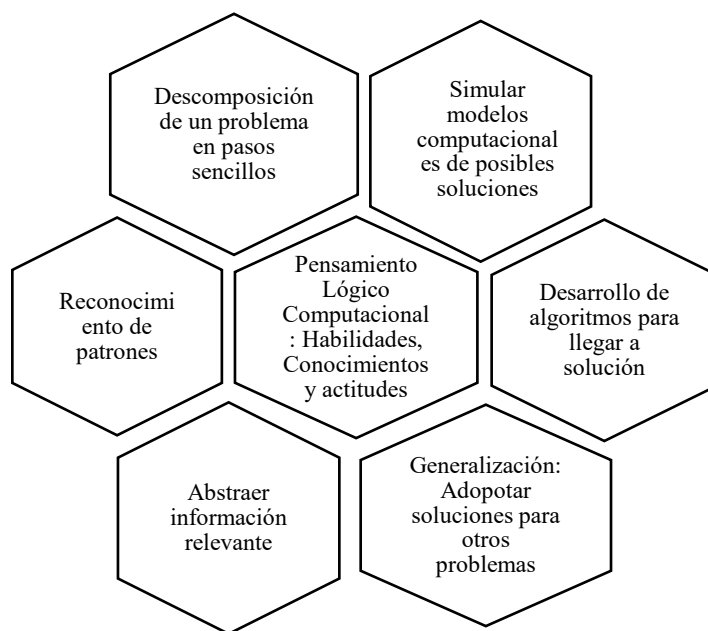 Descomposición
de un problema
en pasos
sencillos
Simular
modelos
computacional
es de posibles
soluciones
Reconocimi
ento de
patrones
Pensamiento
Lógico
Computacional
: Habilidades,
Conocimientos
y actitudes
Desarrollo de
algoritmos para
llegar a
solución
Abstraer
información
relevante
Generalización:
Adopotar
soluciones para
otros
problemas